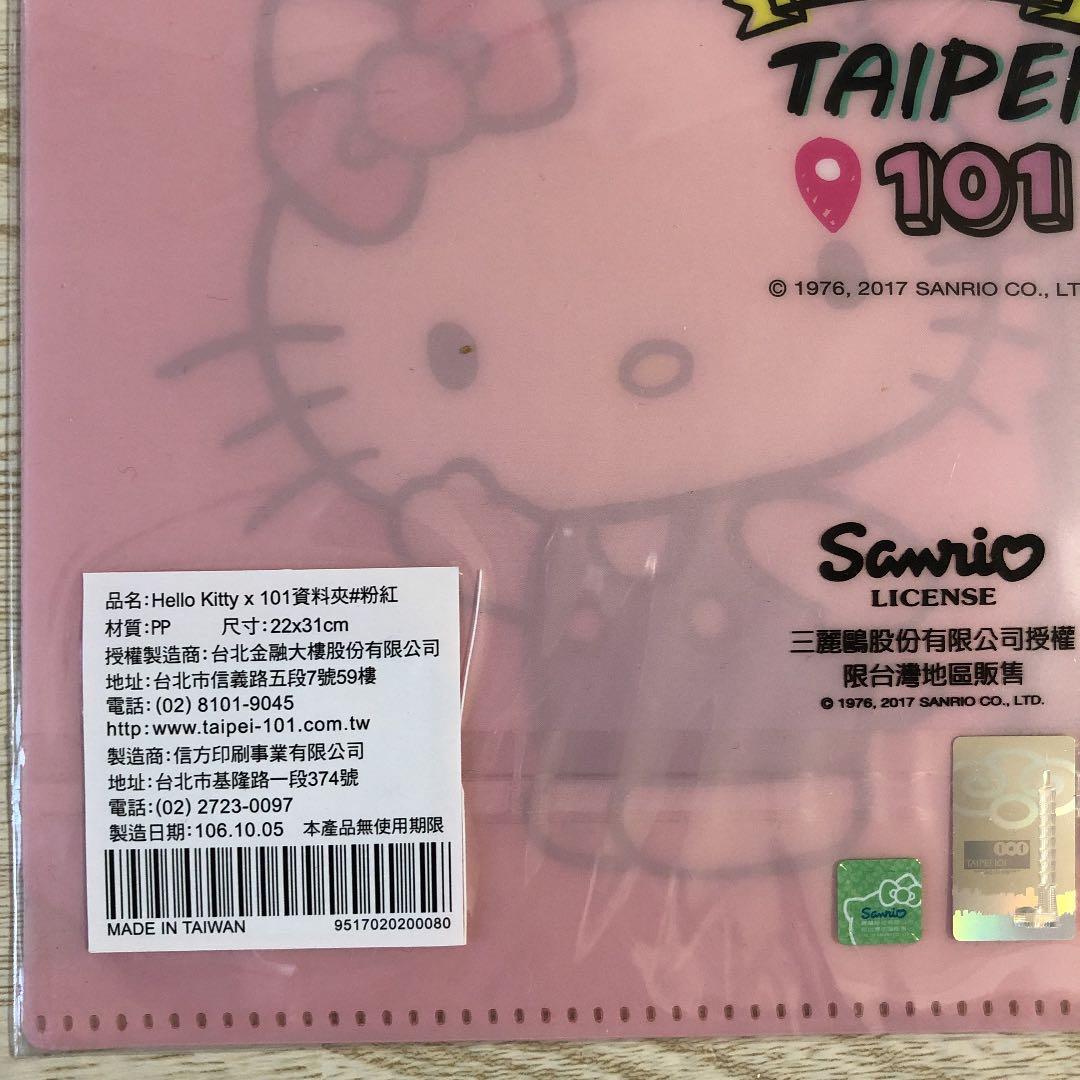 TAIPEI
101
© 1976, 2017 SANRIO CO., LT
Sanrio
LICENSE
三麗鷗股份有限公司授權
限台灣地區販售
© 1976, 2017 SANRIO CO., LTD.
品名:Hello Kitty x 101資料夾#粉紅
材質:PP 尺寸:22x31cm
授權製造商:台北金融大樓股份有限公司
地址:台北市信義路五段7號59樓
電話:(02) 8101-9045
http:www.taipei-101.com.tw
製造商:信方印刷事業有限公司
地址:台北市基隆路一段374號
電話:(02) 2723-0097
製造日期:106.10.05 本產品無使用期限
MADE IN TAIWAN 9517020200080
101
TAIPEI 101
Sanrio